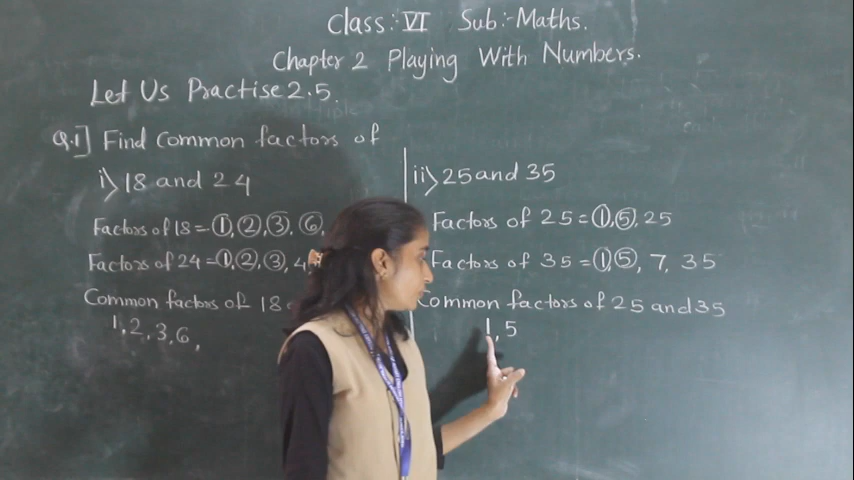 Class:- VI Sub:- Maths.
Chapter 2 Playing With Numbers.
Let Us Practise 2.5.
Q.1] Find Common factors of
i) 18 and 24
Factors of 18 = 1, 2, 3, 6,
Factors of 24 = 1, 2, 3, 4
Common factors of 18
1, 2, 3, 6,
ii) 25 and 35
Factors of 25 = 1, 5, 25
Factors of 35 = 1, 5, 7, 35
Common factors of 25 and 35
1, 5